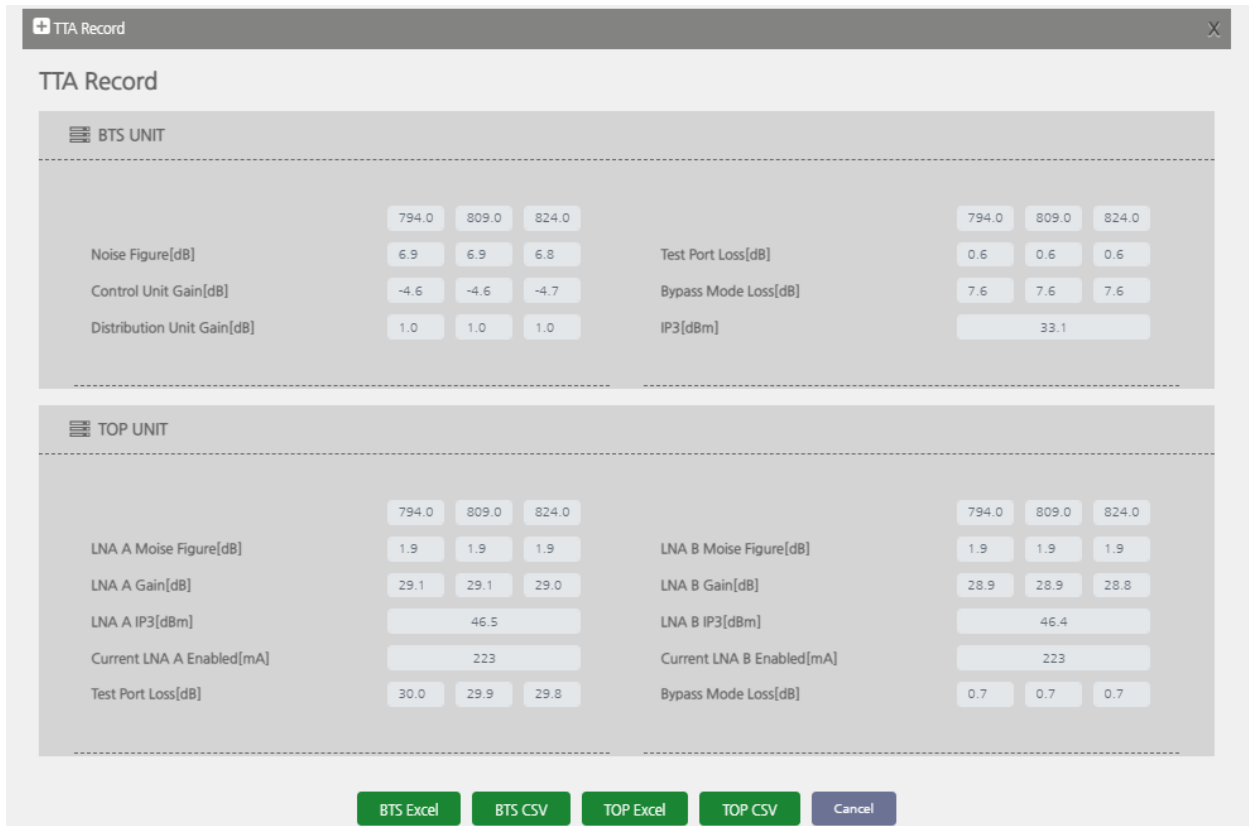 TTA Record X
TTA Record
BTS UNIT
794.0 809.0 824.0 794.0 809.0 824.0
Noise Figure[dB] 6.9 6.9 6.8 Test Port Loss[dB] 0.6 0.6 0.6
Control Unit Gain[dB] -4.6 -4.6 -4.7 Bypass Mode Loss[dB] 7.6 7.6 7.6
Distribution Unit Gain[dB] 1.0 1.0 1.0 IP3[dBm] 33.1
TOP UNIT
794.0 809.0 824.0 794.0 809.0 824.0
LNA A Moise Figure[dB] 1.9 1.9 1.9 LNA B Moise Figure[dB] 1.9 1.9 1.9
LNA A Gain[dB] 29.1 29.1 29.0 LNA B Gain[dB] 28.9 28.9 28.8
LNA A IP3[dBm] 46.5 LNA B IP3[dBm] 46.4
Current LNA A Enabled[mA] 223 Current LNA B Enabled[mA] 223
Test Port Loss[dB] 30.0 29.9 29.8 Bypass Mode Loss[dB] 0.7 0.7 0.7
BTS Excel BTS CSV TOP Excel TOP CSV Cancel